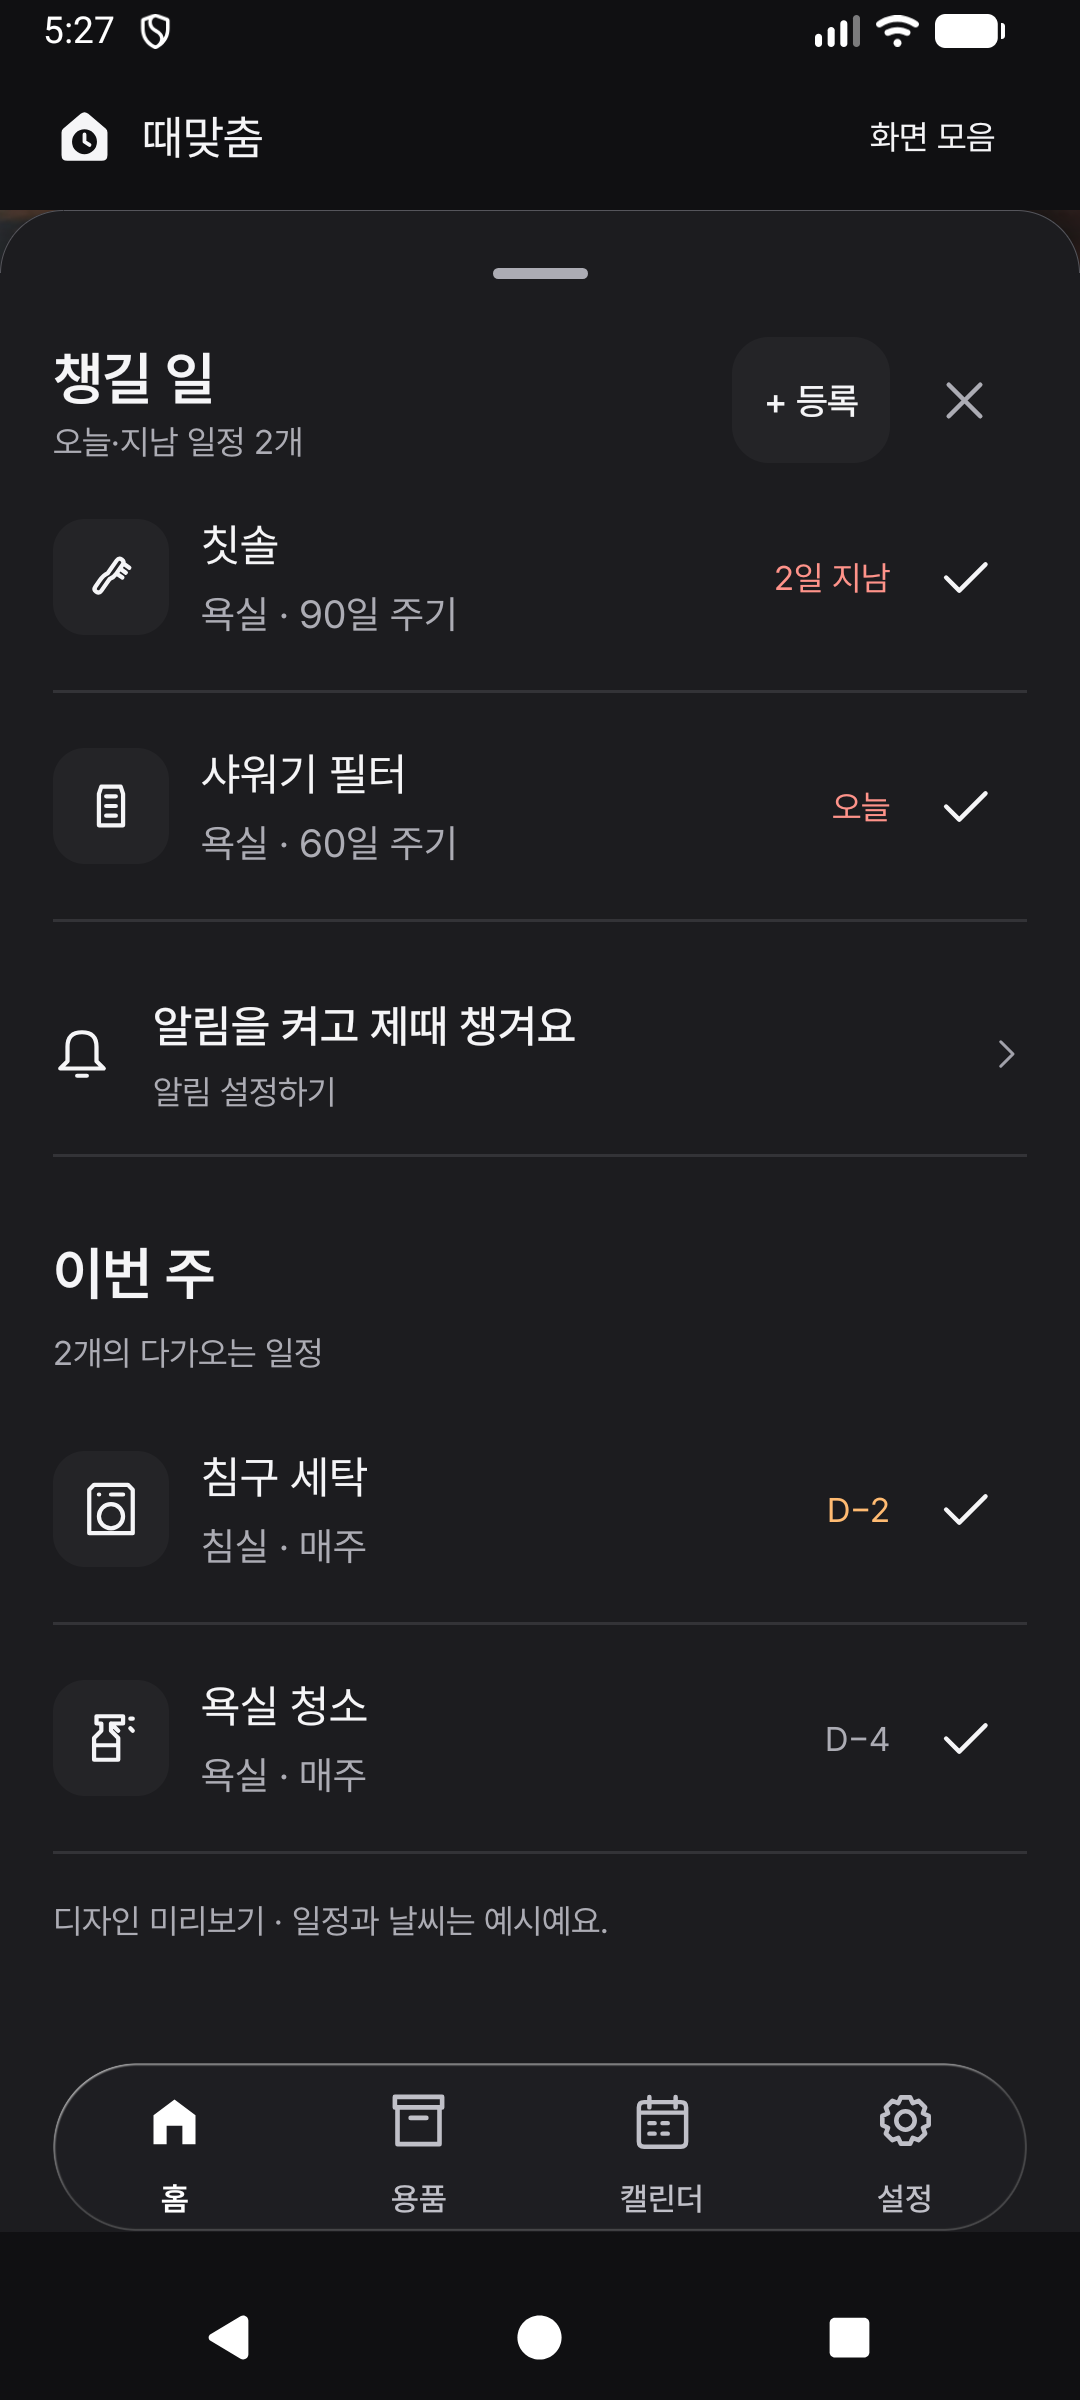 5:27
때맞춤
화면 모음
챙길 일
+ 등록
오늘·지남 일정 2개
칫솔
욕실 · 90일 주기
2일 지남
샤워기 필터
욕실 · 60일 주기
오늘
알림을 켜고 제때 챙겨요
알림 설정하기
이번 주
2개의 다가오는 일정
침구 세탁
침실 · 매주
D−2
욕실 청소
욕실 · 매주
D−4
디자인 미리보기 · 일정과 날씨는 예시예요.
홈
용품
캘린더
설정